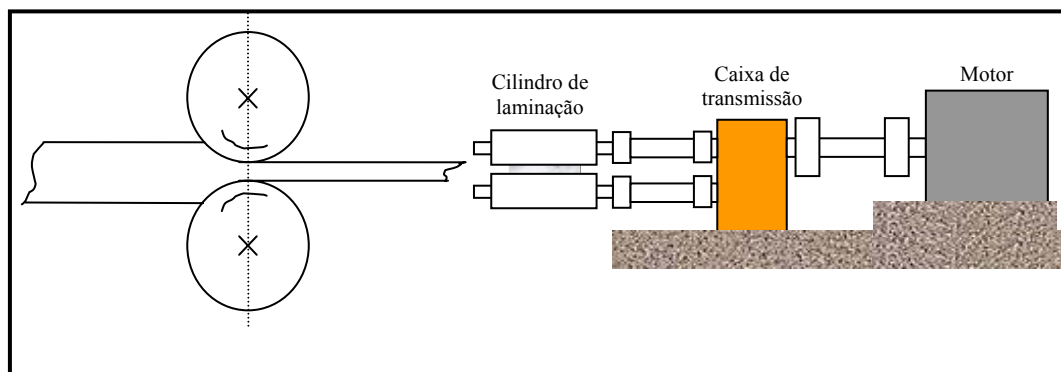 Cilindro de
laminação
Caixa de
transmissão
Motor